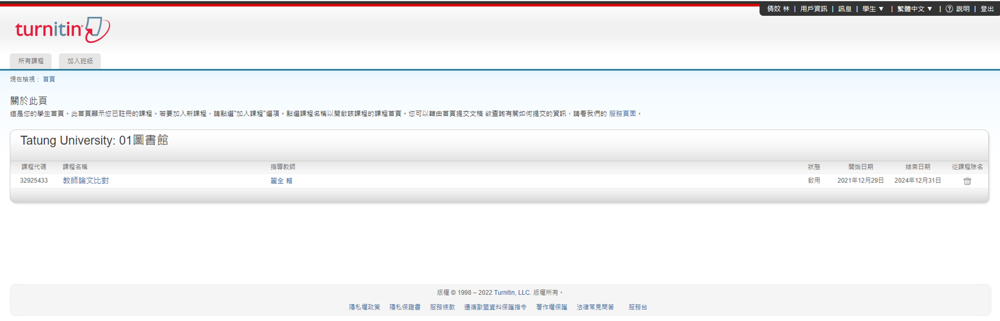 倩妏 林 | 用戶資訊 | 訊息 | 學生 ▼ | 繁體中文 ▼ | ? 説明 | 登出
turnitin
所有課程 加入班級
現在檢視： 首頁
關於此頁
這是您的學生首頁，此首頁顯示您已註冊的課程。若要加入新課程，請點選"加入課程"選項。點選課程名稱以開啟該課程的課程首頁。您可以藉由首頁提交文稿 欲查詢有關如何提交的資訊，請看我們的 服務頁面。
Tatung University: 01圖書館
課程代碼 課程名稱 指導教師 狀態 開始日期 結束日期 從課程除名
32925433 教師論文比對 麗全 賴 啟用 2021年12月29日 2024年12月31日
版權 © 1998 – 2022 Turnitin, LLC. 版權所有。
隱私權政策 隱私保證書 服務條款 遵循歐盟資料保護指令 著作權保護 法律常見問答 服務台